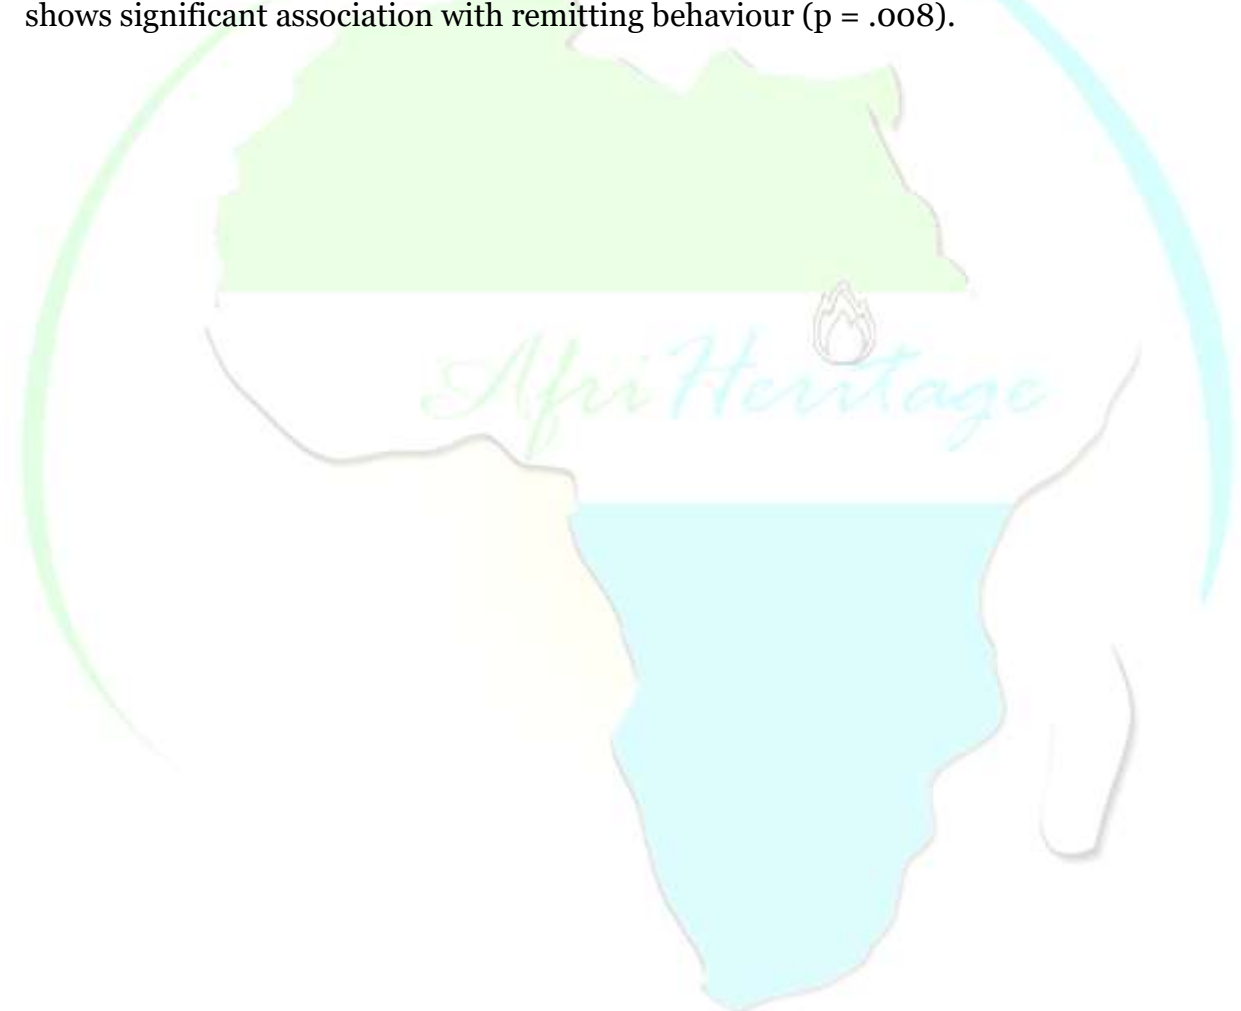 shows significant association with remitting behaviour (p = .008).
AfriHeritage